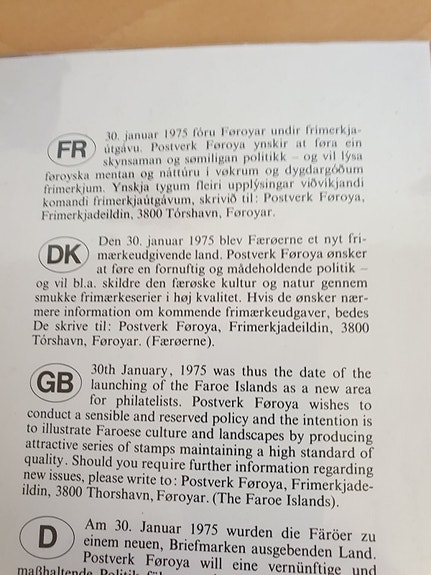 FR
30. januar 1975 fóru Føroyar undir frimerkja-
útgávu. Postverk Føroya ynskir at føra ein
skynsaman og sømiligan politikk – og vil lýsa
føroyska mentan og náttúru í vøkrum og dygdargóðum
frimerkjum. Ynskja tygum fleiri upplýsingar viðvíkjandi
komandi frimerkjaútgávum, skrivið til: Postverk Føroya,
Frimerkjadeildin, 3800 Tórshavn, Føroyar.
DK
Den 30. januar 1975 blev Færøerne et nyt fri-
mærkeudgivende land. Postverk Føroya ønsker
at føre en fornuftig og mådeholdende politik –
og vil bl.a. skildre den færøske kultur og natur gennem
smukke frimærkeserier i høj kvalitet. Hvis de ønsker nær-
mere information om kommende frimærkeudgaver, bedes
De skrive til: Postverk Føroya, Frimerkjadeildin, 3800
Tórshavn, Føroyar. (Færøerne).
GB
30th January, 1975 was thus the date of the
launching of the Faroe Islands as a new area
for philatelists. Postverk Føroya wishes to
conduct a sensible and reserved policy and the intention is
to illustrate Faroese culture and landscapes by producing
attractive series of stamps maintaining a high standard of
quality. Should you require further information regarding
new issues, please write to: Postverk Føroya, Frimerkjade-
ildin, 3800 Thorshavn, Føroyar. (The Faroe Islands).
D
Am 30. Januar 1975 wurden die Färöer zu
einem neuen, Briefmarken ausgebenden Land.
Postverk Føroya will eine vernünftige und
maßhaltende Politik